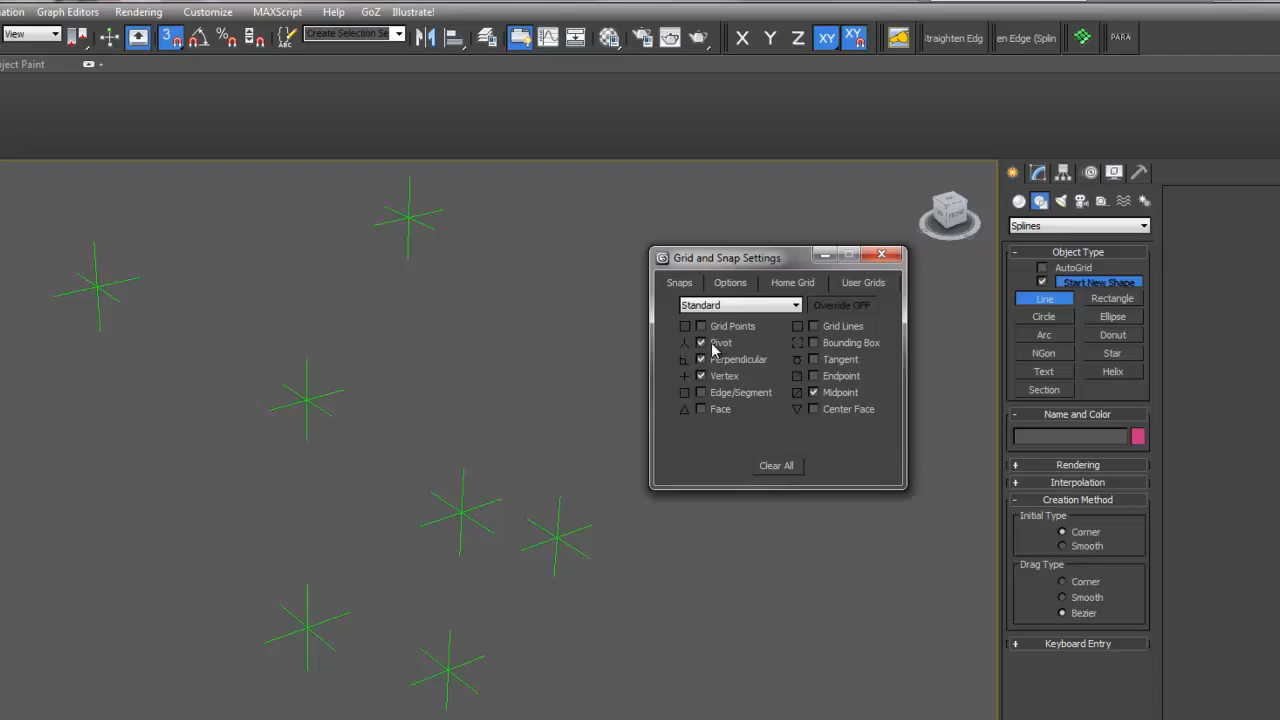 ation Graph Editors Rendering Customize MAXScript Help GoZ Illustrate!
View 3 % Create Selection Se X Y Z XY XY traighten Edg en Edge (Splin PARA
ject Paint
Grid and Snap Settings
Snaps Options Home Grid User Grids
Standard Override OFF
Grid Points Grid Lines
Pivot Bounding Box
Perpendicular Tangent
Vertex Endpoint
Edge/Segment Midpoint
Face Center Face
Clear All
Splines
- Object Type
AutoGrid
Start New Shape
Line Rectangle
Circle Ellipse
Arc Donut
NGon Star
Text Helix
Section
- Name and Color
+ Rendering
+ Interpolation
- Creation Method
Initial Type
Corner
Smooth
Drag Type
Corner
Smooth
Bezier
+ Keyboard Entry